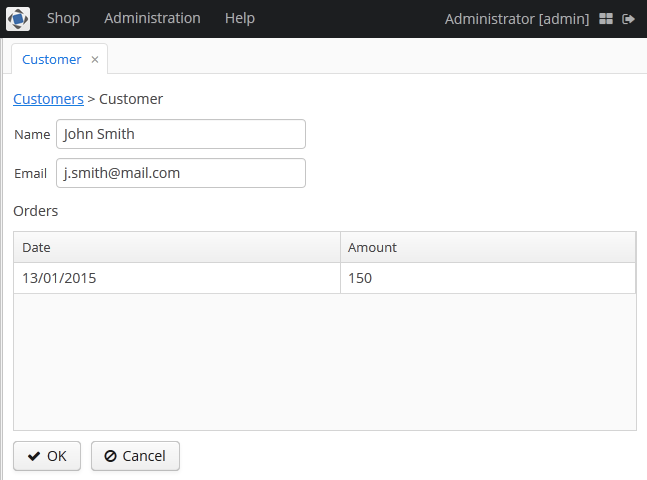 Shop Administration Help Administrator [admin]
Customer ×
Customers > Customer
Name John Smith
Email j.smith@mail.com
Orders
Date Amount
13/01/2015 150
OK Cancel